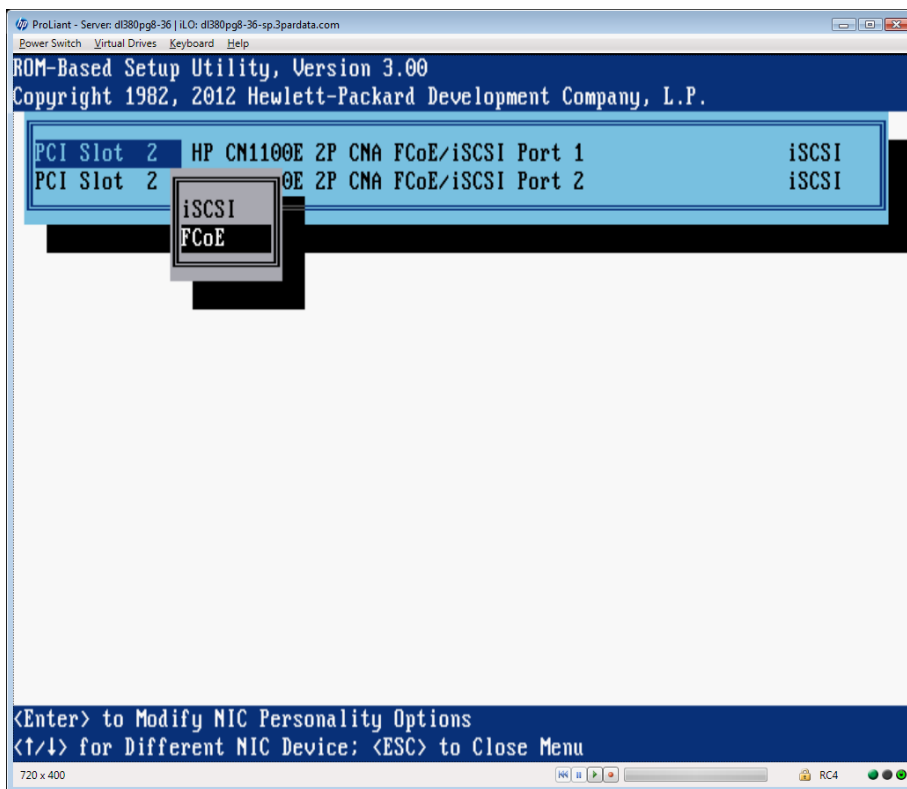 ProLiant - Server: dl380pg8-36 | iLO: dl380pg8-36-sp.3pardata.com
Power Switch Virtual Drives Keyboard Help
ROM-Based Setup Utility, Version 3.00
Copyright 1982, 2012 Hewlett-Packard Development Company, L.P.
PCI Slot 2 HP CN1100E 2P CNA FCoE/iSCSI Port 1 iSCSI
PCI Slot 2 0E 2P CNA FCoE/iSCSI Port 2 iSCSI
iSCSI
FCoE
<Enter> to Modify NIC Personality Options
<↑/↓> for Different NIC Device; <ESC> to Close Menu
720 x 400 RC4